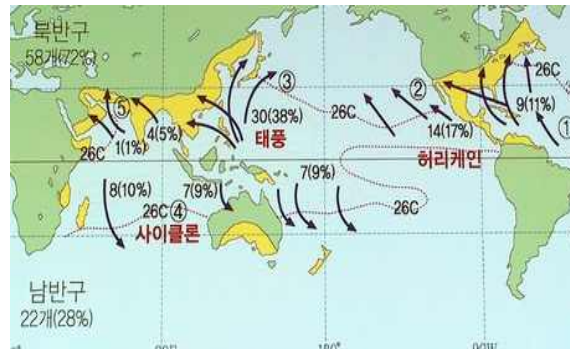 북반구
58개(72%)
③
②
26C
⑤
30(38%)
9(11%)
4(5%)
태풍
14(17%)
①
1(1%)
26C
허리케인
7(9%)
8(10%)
7(9%)
26C
④
26C
사이클론
남반구
22개(28%)
180°
90W